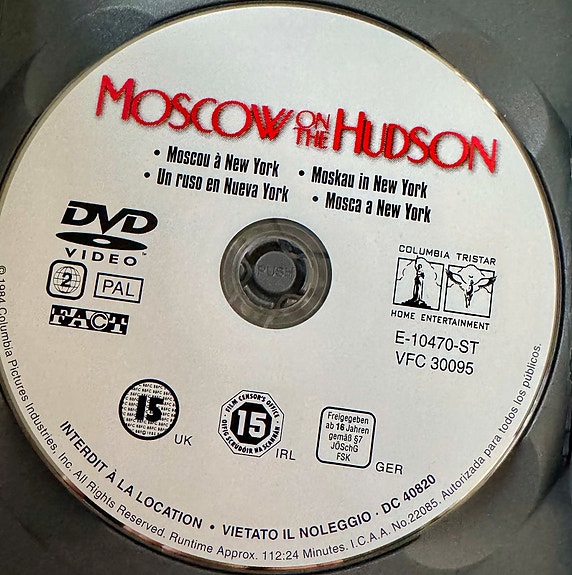 MOSCOW ON THE HUDSON
• Moscou à New York • Moskau in New York
• Un ruso en Nueva York • Mosca a New York
DVD
VIDEO™
2 PAL
FACT
COLUMBIA TRISTAR
HOME ENTERTAINMENT
E-10470-ST
VFC 30095
PUSH
15 UK
FILM CENSOR'S OFFICE
15 IRL
Freigegeben
ab 16 Jahren
gemäß §7
JÖSchG
FSK GER
INTERDIT À LA LOCATION • VIETATO IL NOLEGGIO · DC 40820
© 1984 Columbia Pictures Industries, Inc. All Rights Reserved. Runtime Approx. 112:24 Minutes. I.C.A.A. No.22085. Autorizada para todos los públicos.